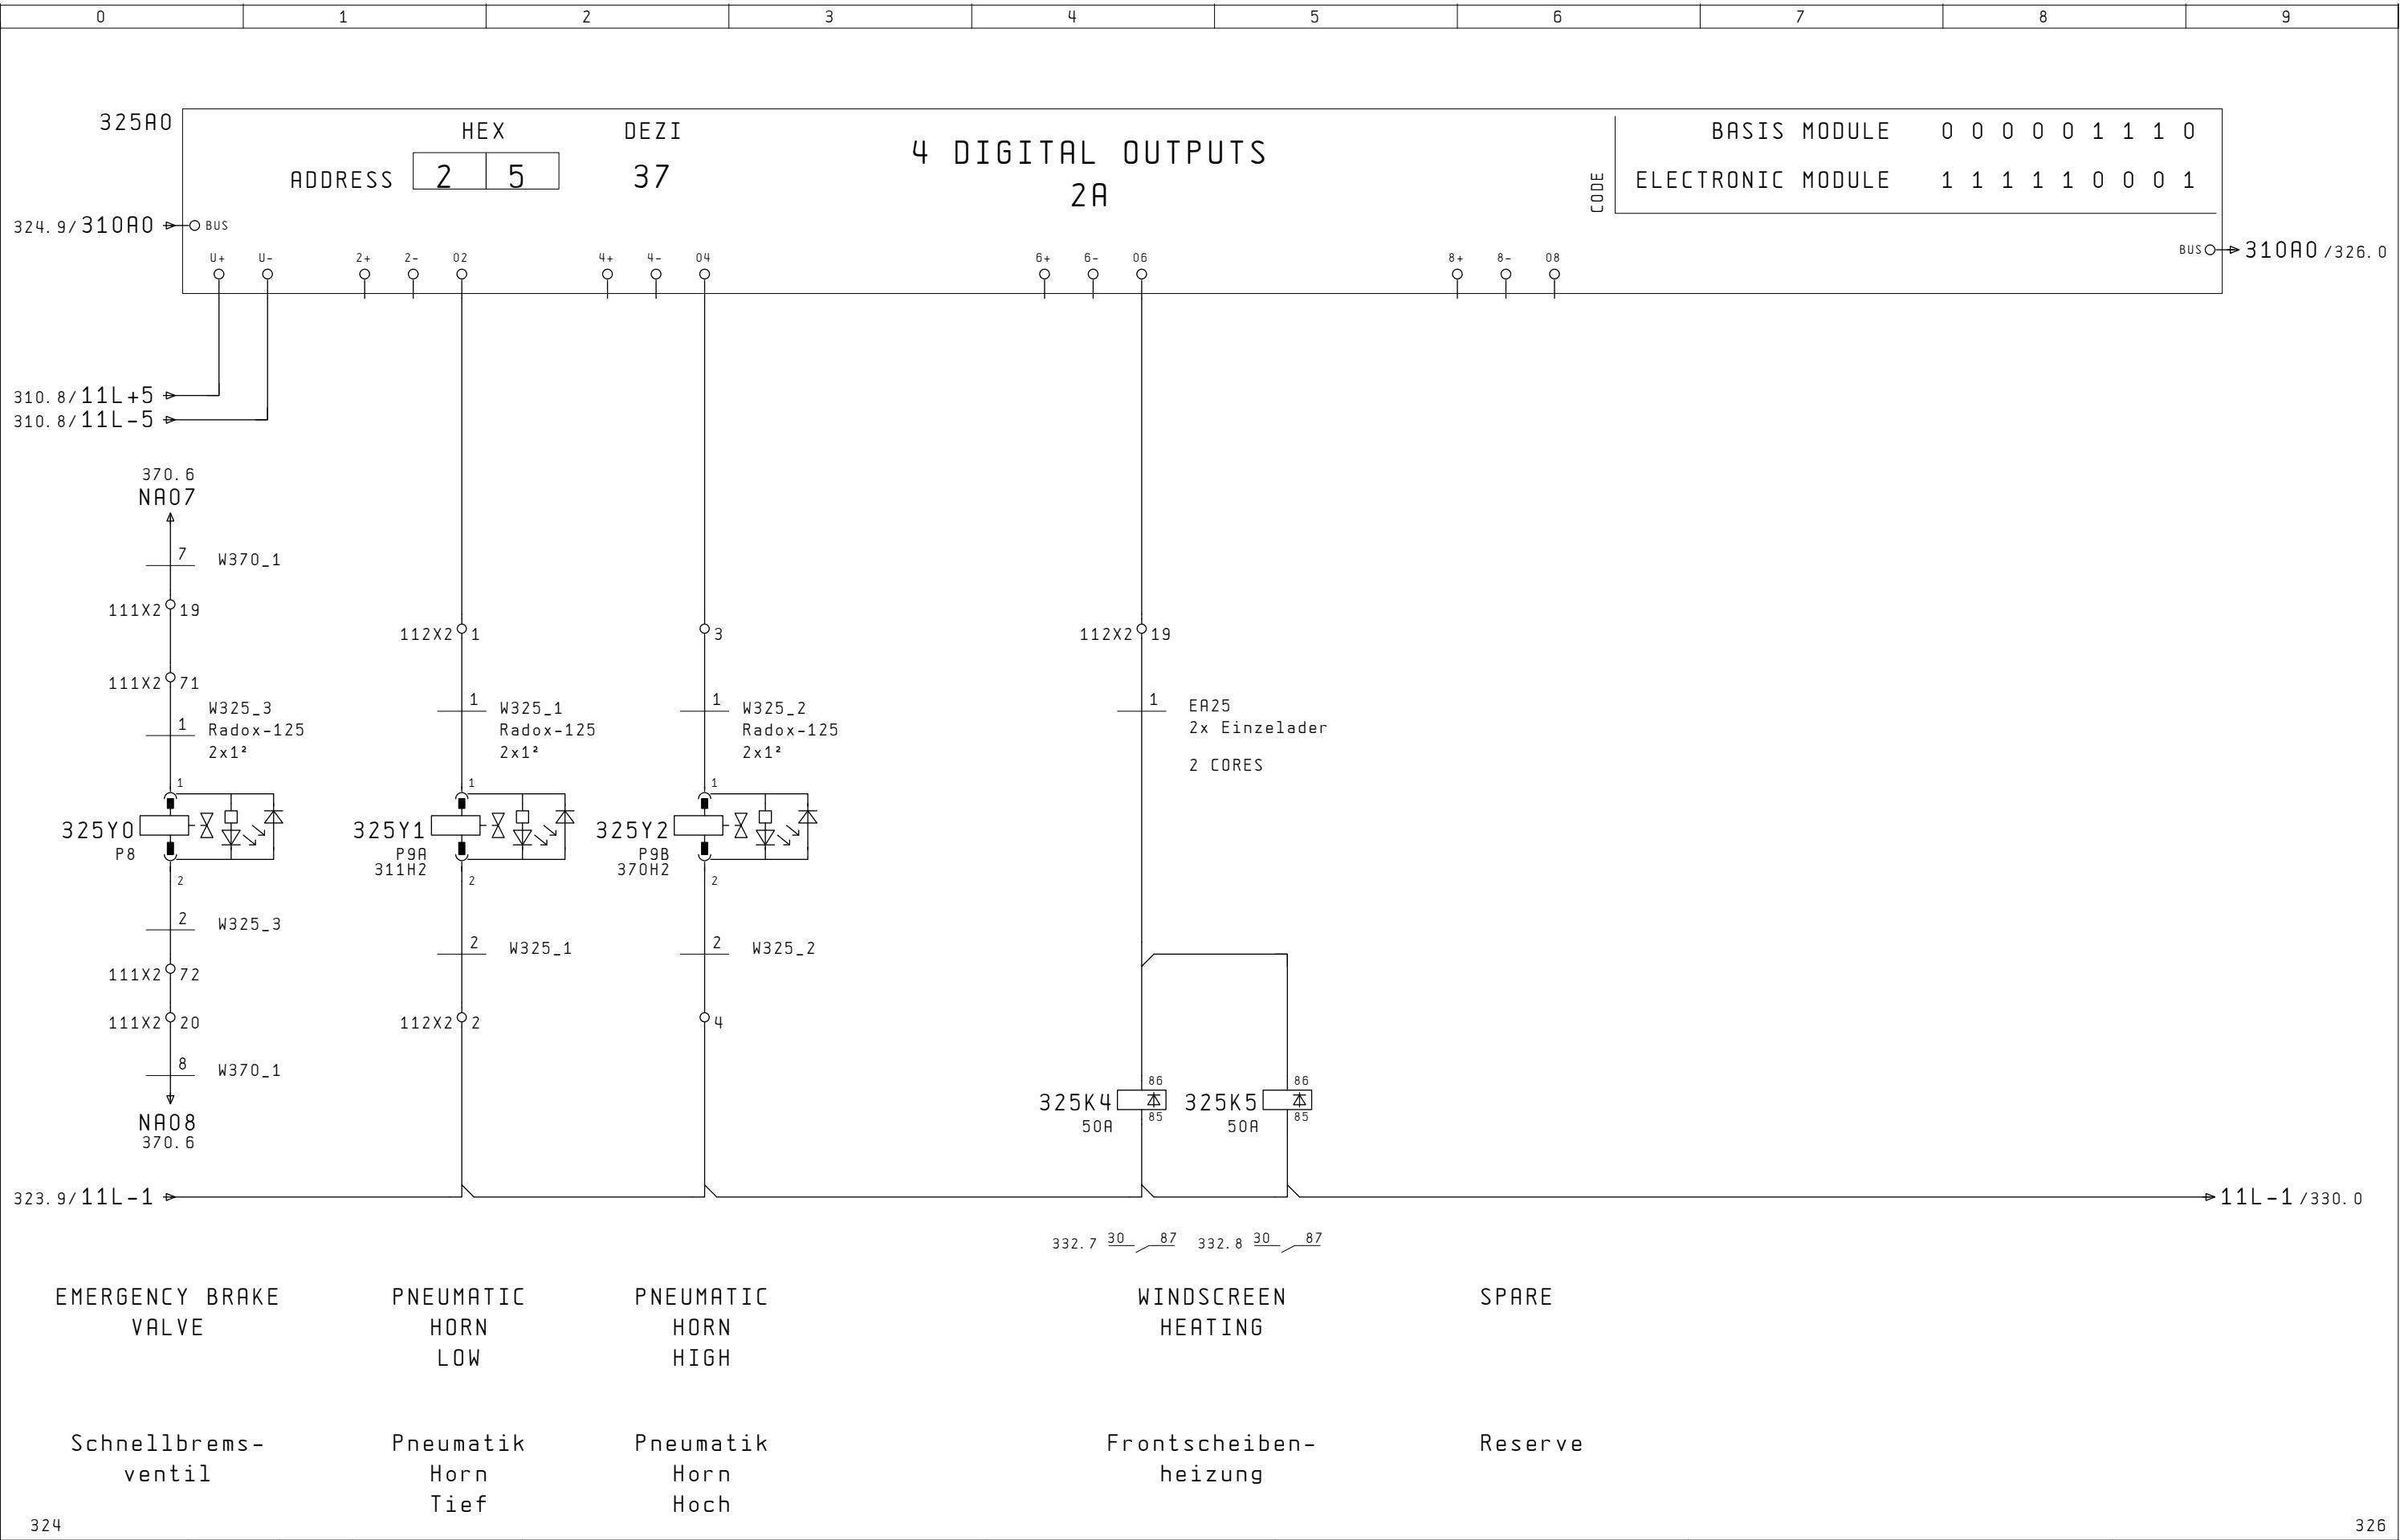 0 1 2 3 4 5 6 7 8 9
325A0
HEX DEZI
ADDRESS 2 5 37
4 DIGITAL OUTPUTS
2A
CODE
BASIS MODULE 0 0 0 0 0 1 1 1 0
ELECTRONIC MODULE 1 1 1 1 1 0 0 0 1
324.9/310A0 BUS
BUS 310A0/326.0
U+ U- 2+ 2- 02 4+ 4- 04 6+ 6- 06 8+ 8- 08
310.8/11L+5
310.8/11L-5
370.6
NA07
7 W370_1
111X2 19
112X2 1
3
112X2 19
111X2 71
1 W325_3
Radox-125
2x1²
1 W325_1
Radox-125
2x1²
1 W325_2
Radox-125
2x1²
1 EA25
2x Einzelader
2 CORES
1 1 1
325Y0
P8
325Y1
P9A
311H2
325Y2
P9B
370H2
2 2 2
2 W325_3
2 W325_1
2 W325_2
111X2 72
111X2 20
112X2 2
4
8 W370_1
NA08
370.6
86 86
325K4 325K5
85 85
50A 50A
323.9/11L-1
11L-1/330.0
332.7 30 87 332.8 30 87
EMERGENCY BRAKE
VALVE
PNEUMATIC
HORN
LOW
PNEUMATIC
HORN
HIGH
WINDSCREEN
HEATING
SPARE
Schnellbrems-
ventil
Pneumatik
Horn
Tief
Pneumatik
Horn
Hoch
Frontscheiben-
heizung
Reserve
324
326